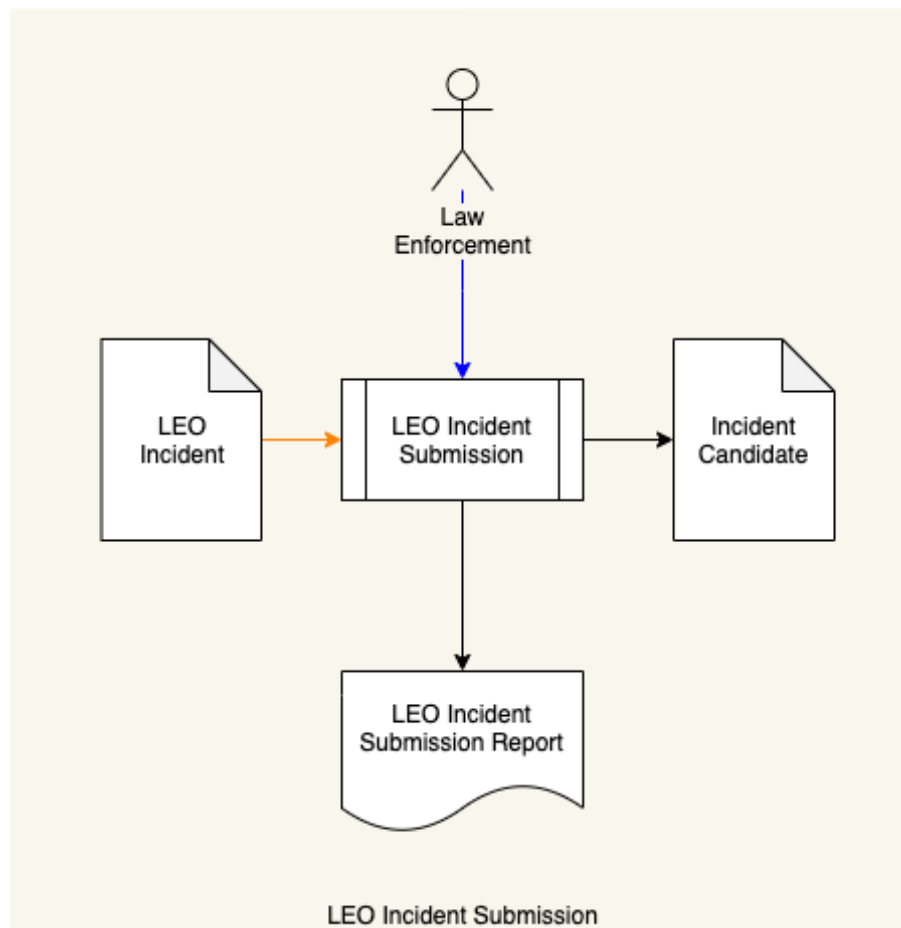 Law
Enforcement
LEO
Incident
LEO Incident
Submission
Incident
Candidate
LEO Incident
Submission Report
LEO Incident Submission